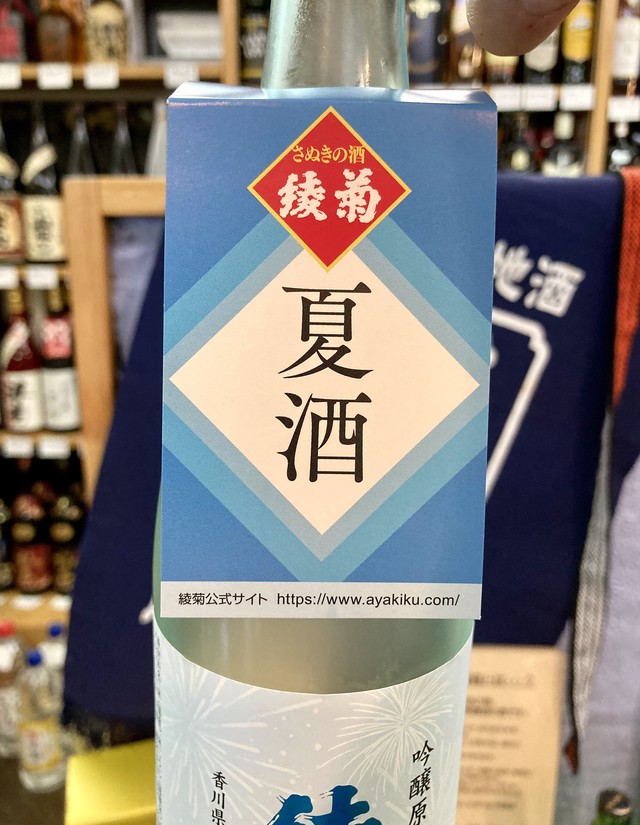 さぬきの酒
綾菊
夏酒
綾菊公式サイト https://www.ayakiku.com/
地酒
吟醸原
香川県